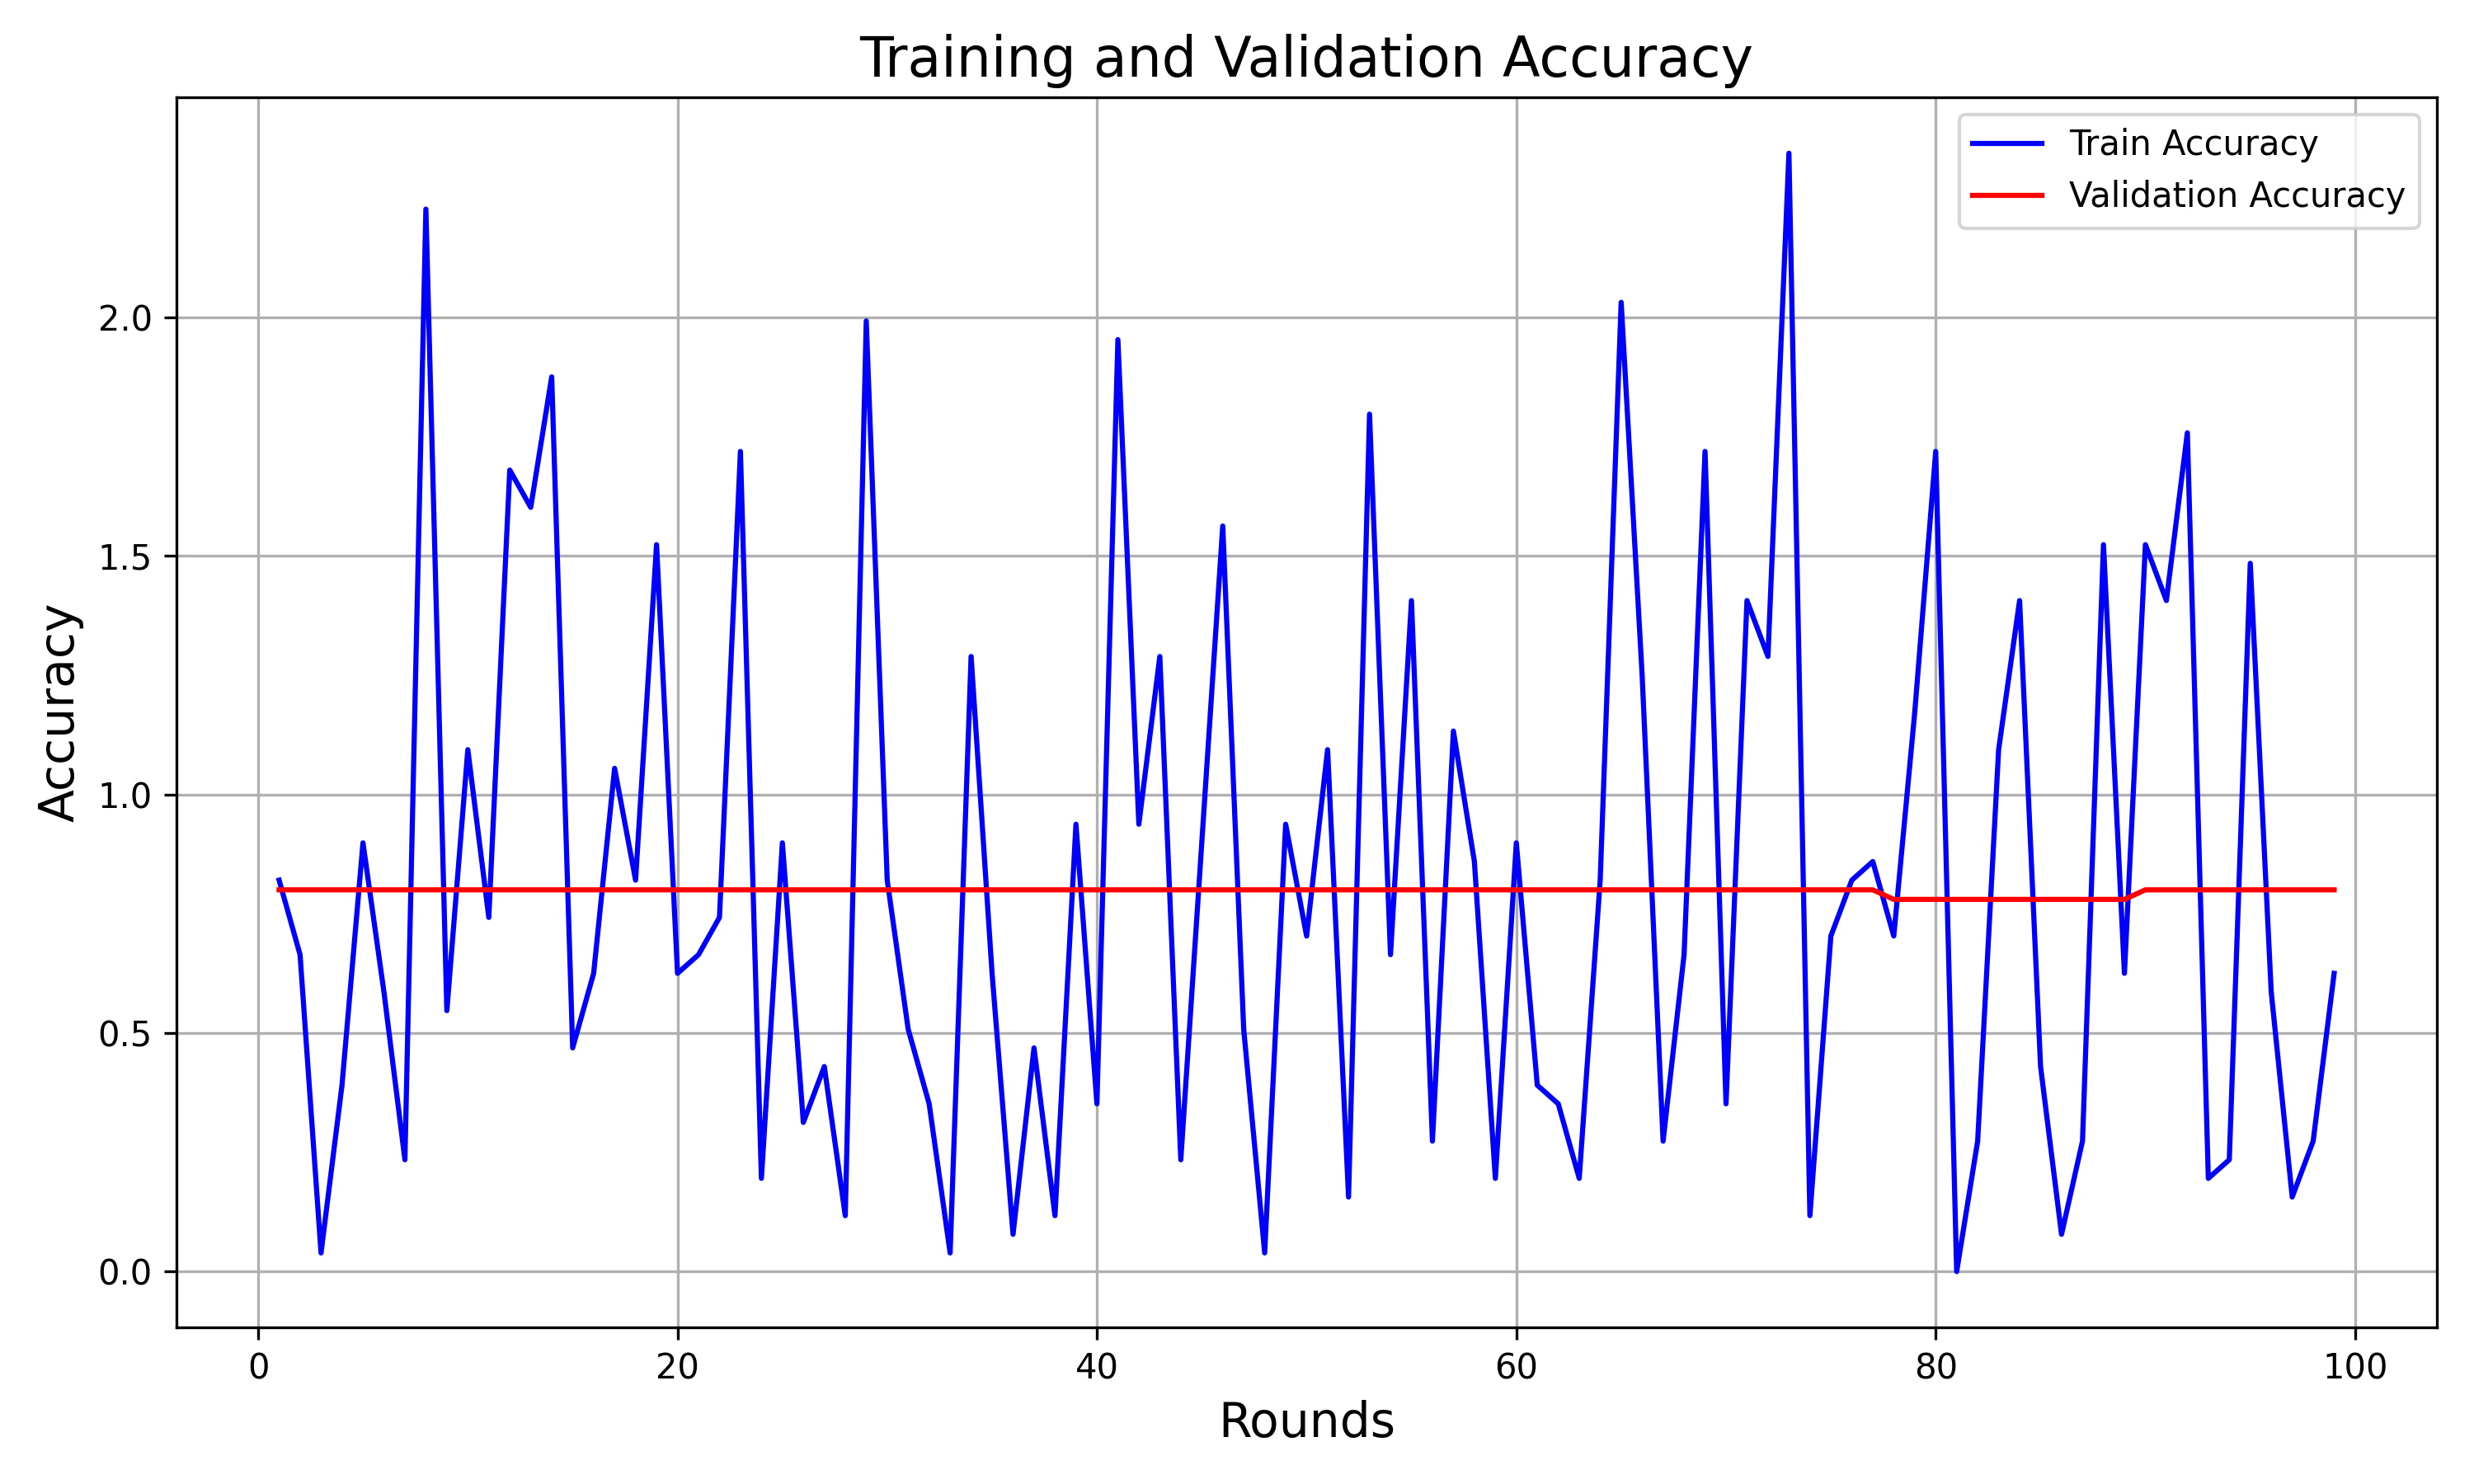 Training and Validation Accuracy
Train Accuracy
Validation Accuracy
Accuracy
2.0
1.5
1.0
0.5
0.0
0 20 40 60 80 100
Rounds